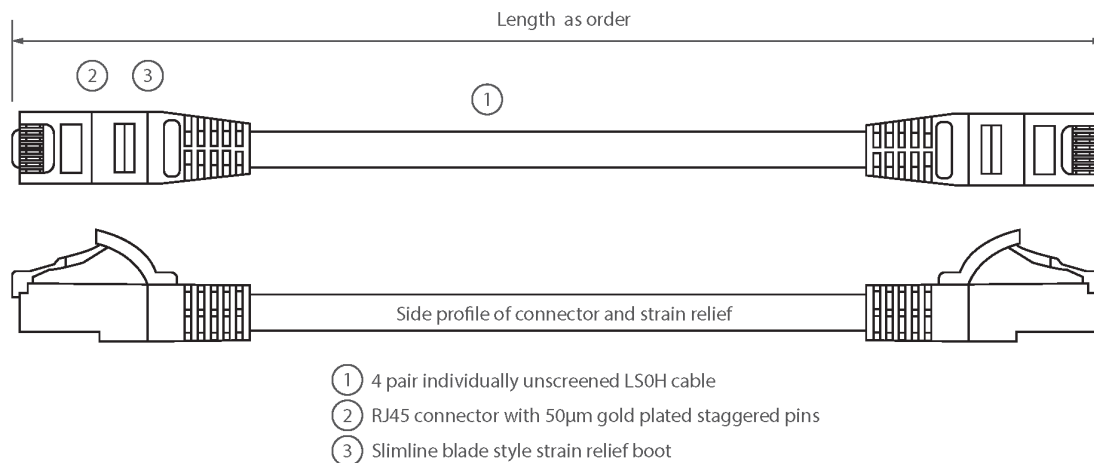 Length as order
2 3
1
Side profile of connector and strain relief
1 4 pair individually unscreened LS0H cable
2 RJ45 connector with 50µm gold plated staggered pins
3 Slimline blade style strain relief boot